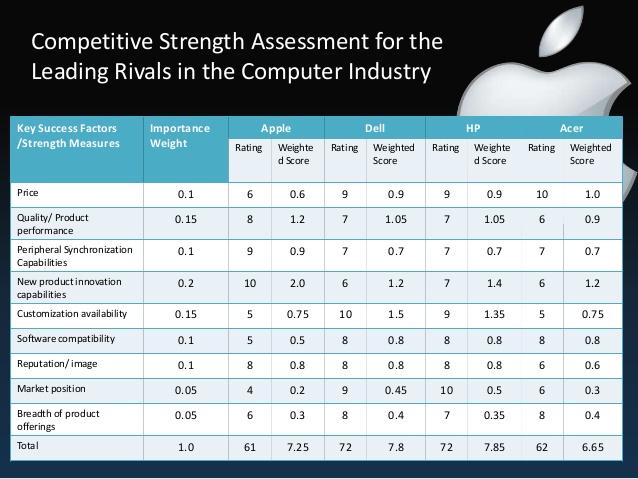 Competitive Strength Assessment for the
Leading Rivals in the Computer Industry
Key Success Factors
/Strength Measures
Importance
Weight
Apple Dell HP Acer
Rating Weighte
d Score Rating Weighted
Score Rating Weighte
d Score Rating Weighted
Score
Price 0.1 6 0.6 9 0.9 9 0.9 10 1.0
Quality/ Product
performance 0.15 8 1.2 7 1.05 7 1.05 6 0.9
Peripheral Synchronization
Capabilities 0.1 9 0.9 7 0.7 7 0.7 7 0.7
New product innovation
capabilities 0.2 10 2.0 6 1.2 7 1.4 6 1.2
Customization availability 0.15 5 0.75 10 1.5 9 1.35 5 0.75
Software compatibility 0.1 5 0.5 8 0.8 8 0.8 8 0.8
Reputation/ image 0.1 8 0.8 8 0.8 8 0.8 6 0.6
Market position 0.05 4 0.2 9 0.45 10 0.5 6 0.3
Breadth of product
offerings 0.05 6 0.3 8 0.4 7 0.35 8 0.4
Total 1.0 61 7.25 72 7.8 72 7.85 62 6.65